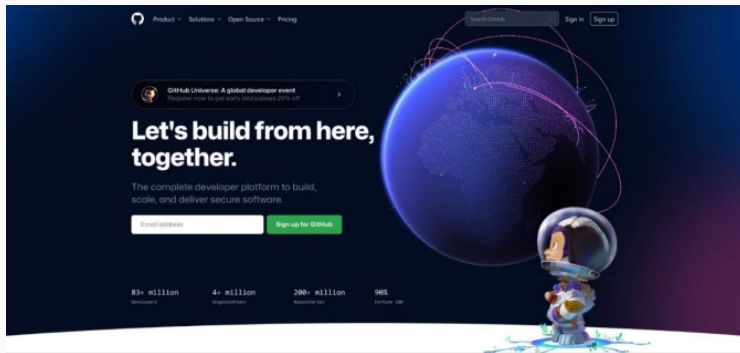 Product Solutions Open Source Pricing Search GitHub / Sign in Sign up
GitHub Universe: A global developer event
Register now to get every bird passes 20% off
Let's build from here,
together.
The complete developer platform to build,
scale, and deliver secure software.
Email address Sign up for GitHub
83+ million 4+ million 200+ million 90%
Developers Organizations Repositories Fortune 100